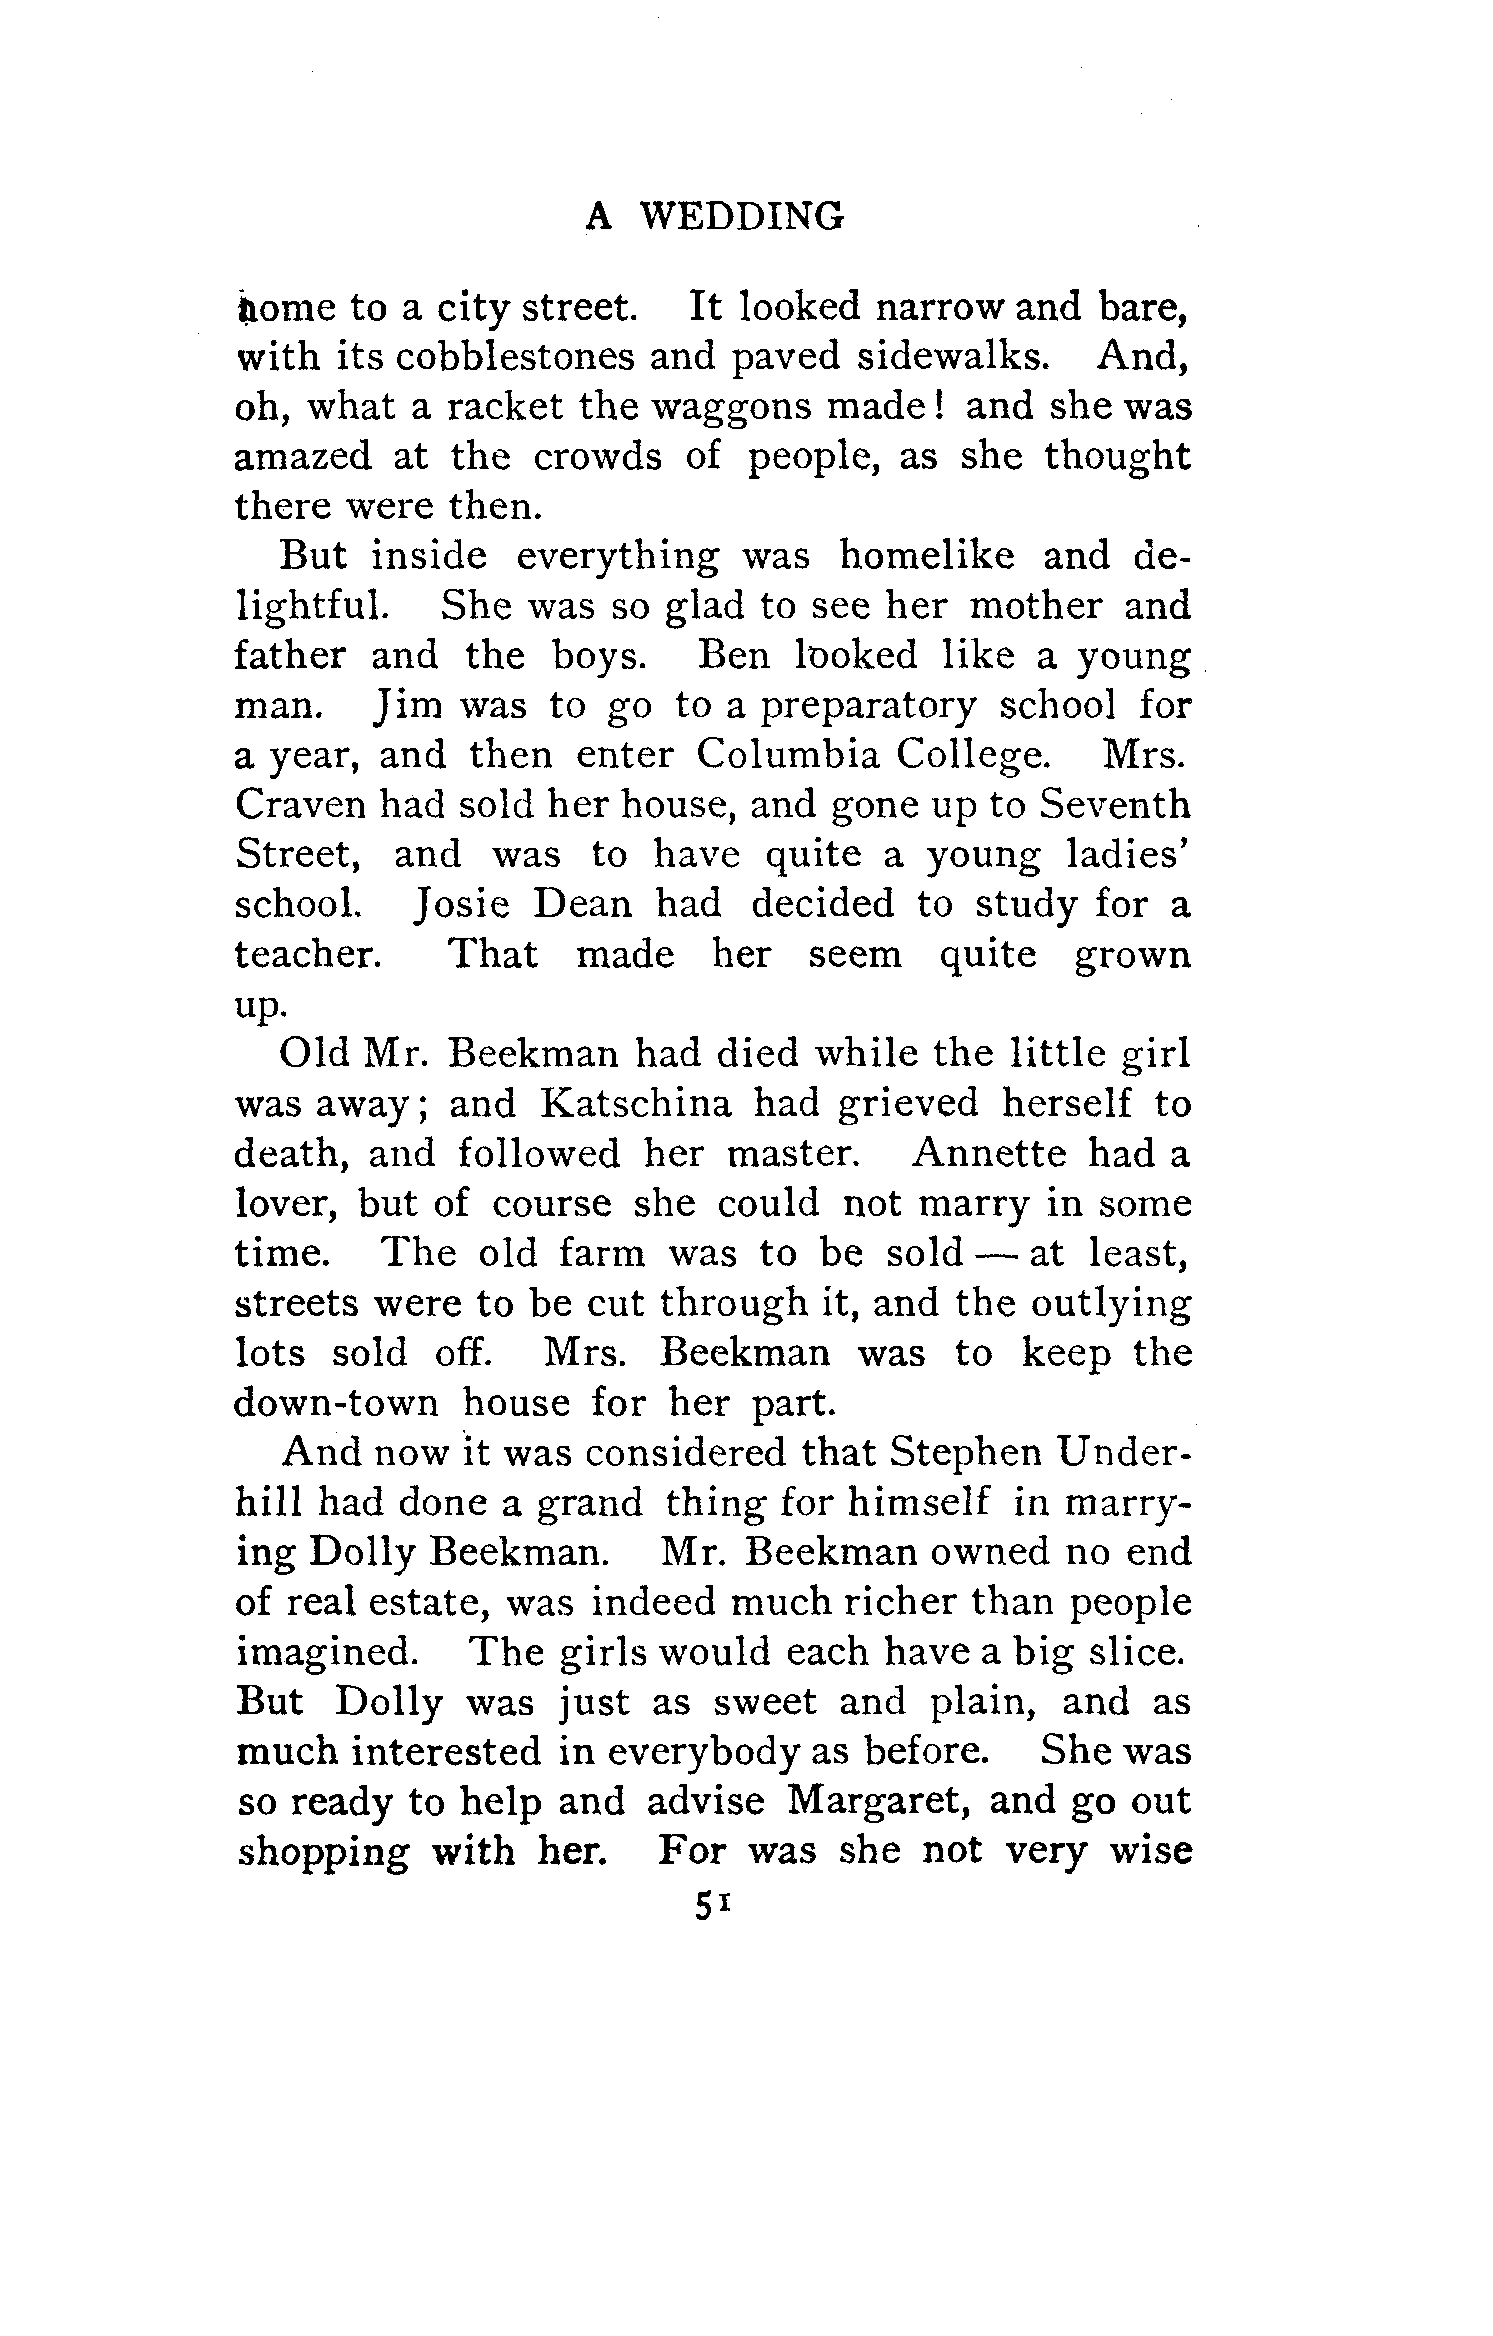 A WEDDING
home to a city street. It looked narrow and bare,
with its cobblestones and paved sidewalks. And,
oh, what a racket the waggons made! and she was
amazed at the crowds of people, as she thought
there were then.
But inside everything was homelike and de-
lightful. She was so glad to see her mother and
father and the boys. Ben looked like a young
man. Jim was to go to a preparatory school for
a year, and then enter Columbia College. Mrs.
Craven had sold her house, and gone up to Seventh
Street, and was to have quite a young ladies'
school. Josie Dean had decided to study for a
teacher. That made her seem quite grown
up.
Old Mr. Beekman had died while the little girl
was away; and Katschina had grieved herself to
death, and followed her master. Annette had a
lover, but of course she could not marry in some
time. The old farm was to be sold — at least,
streets were to be cut through it, and the outlying
lots sold off. Mrs. Beekman was to keep the
down-town house for her part.
And now it was considered that Stephen Under-
hill had done a grand thing for himself in marry-
ing Dolly Beekman. Mr. Beekman owned no end
of real estate, was indeed much richer than people
imagined. The girls would each have a big slice.
But Dolly was just as sweet and plain, and as
much interested in everybody as before. She was
so ready to help and advise Margaret, and go out
shopping with her. For was she not very wise
51